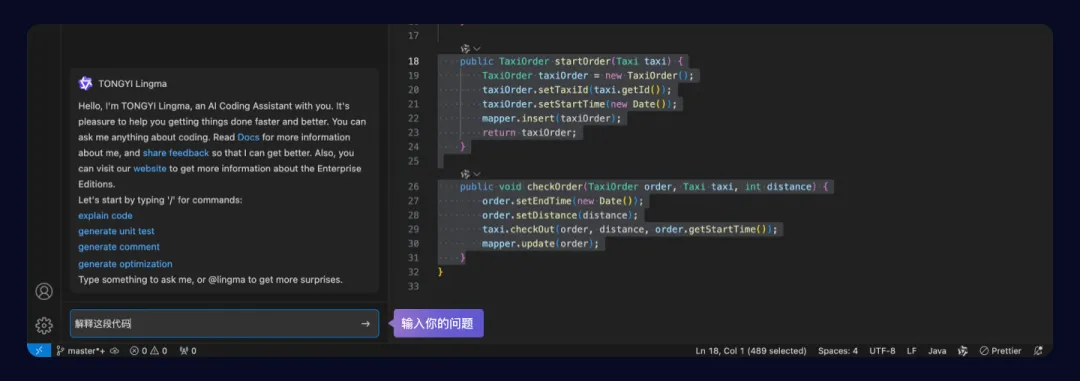 TONGYI Lingma
Hello, I'm TONGYI Lingma, an AI Coding Assistant with you. It's
pleasure to help you getting things done faster and better. You can
ask me anything about coding. Read Docs for more information
about me, and share feedback so that I can get better. Also, you
can visit our website to get more information about the Enterprise
Editions.
Let's start by typing '/' for commands:
explain code
generate unit test
generate comment
generate optimization
Type something to ask me, or @lingma to get more surprises.
解释这段代码
输入你的问题
17
18 public TaxiOrder startOrder(Taxi taxi) {
19 TaxiOrder taxiOrder = new TaxiOrder();
20 taxiOrder.setTaxiId(taxi.getId());
21 taxiOrder.setStartTime(new Date());
22 mapper.insert(taxiOrder);
23 return taxiOrder;
24 }
25
26 public void checkOrder(TaxiOrder order, Taxi taxi, int distance) {
27 order.setEndTime(new Date());
28 order.setDistance(distance);
29 taxi.checkOut(order, distance, order.getStartTime());
30 mapper.update(order);
31 }
32 }
33
master*+ 0 0 0 Ln 18, Col 1 (489 selected) Spaces: 4 UTF-8 LF Java Prettier